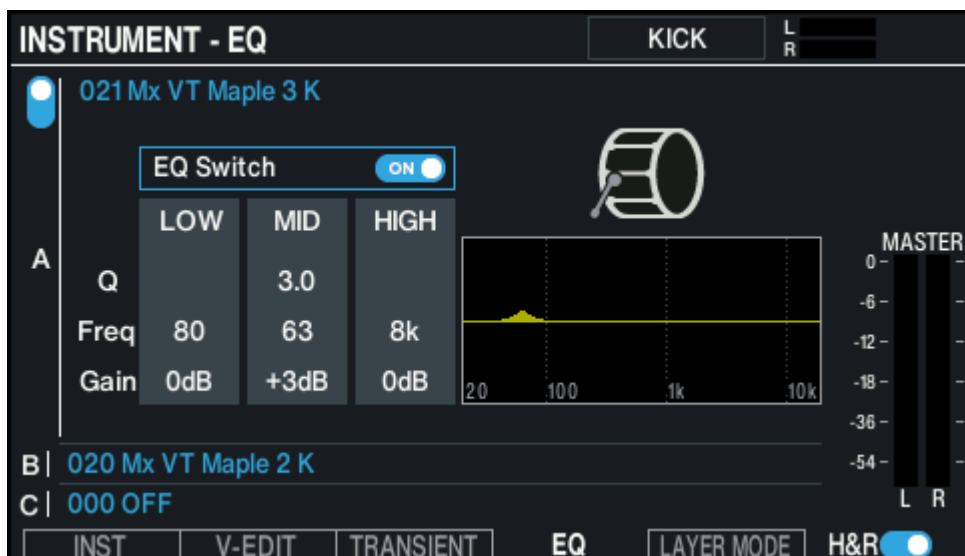 INSTRUMENT - EQ KICK L
R
021 Mx VT Maple 3 K
EQ Switch ON
LOW MID HIGH
A
Q 3.0
Freq 80 63 8k
Gain 0dB +3dB 0dB
20 100 1k 10k
MASTER
0
-6
-12
-18
-36
-54
L R
B 020 Mx VT Maple 2 K
C 000 OFF
INST V-EDIT TRANSIENT EQ LAYER MODE H&R